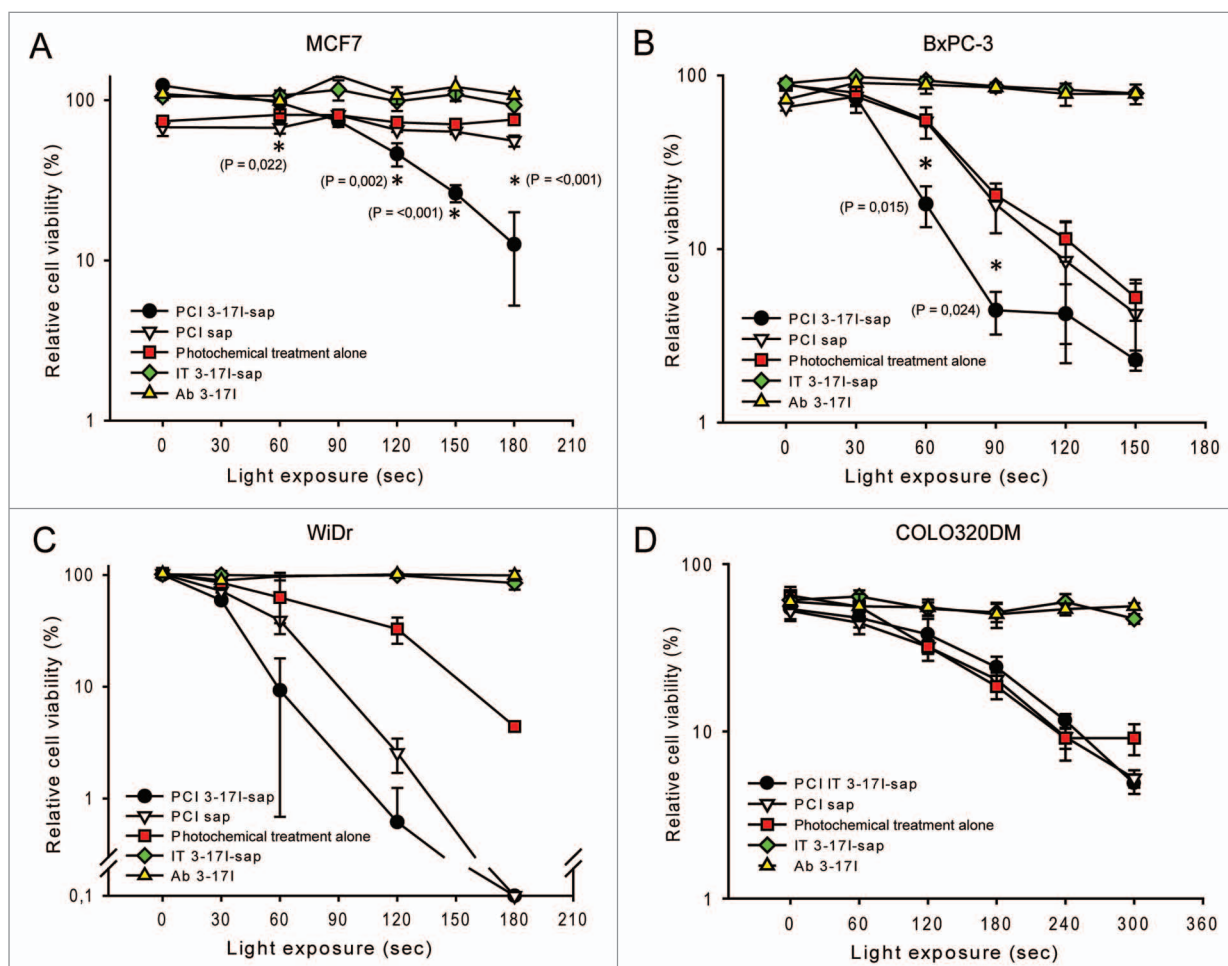 A
MCF7
Relative cell viability (%)
100
10
1
*
(P = 0,022)
(P = 0,002)
*
(P = <0,001)
*
*
(P = <0,001)
PCI 3-17I-sap
PCI sap
Photochemical treatment alone
IT 3-17I-sap
Ab 3-17I
0 30 60 90 120 150 180 210
Light exposure (sec)
B
BxPC-3
Relative cell viability (%)
100
10
1
*
(P = 0,015)
*
(P = 0,024)
PCI 3-17I-sap
PCI sap
Photochemical treatment alone
IT 3-17I-sap
Ab 3-17I
0 30 60 90 120 150 180
Light exposure (sec)
C
WiDr
Relative cell viability (%)
100
10
1
0,1
PCI 3-17I-sap
PCI sap
Photochemical treatment alone
IT 3-17I-sap
Ab 3-17I
0 30 60 90 120 150 180 210
Light exposure (sec)
D
COLO320DM
Relative cell viability (%)
100
10
1
PCI IT 3-17I-sap
PCI sap
Photochemical treatment alone
IT 3-17I-sap
Ab 3-17I
0 60 120 180 240 300 360
Light exposure (sec)